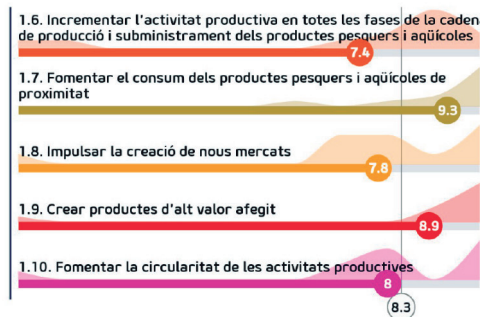 1.6. Incrementar l'activitat productiva en totes les fases de la caden
de producció i subministrament dels productes pesquers i aqüícoles
7.4
1.7. Fomentar el consum dels productes pesquers i aqüícoles de
proximitat
9.3
1.8. Impulsar la creació de nous mercats
7.8
1.9. Crear productes d'alt valor afegit
8.9
1.10. Fomentar la circularitat de les activitats productives
8
8.3